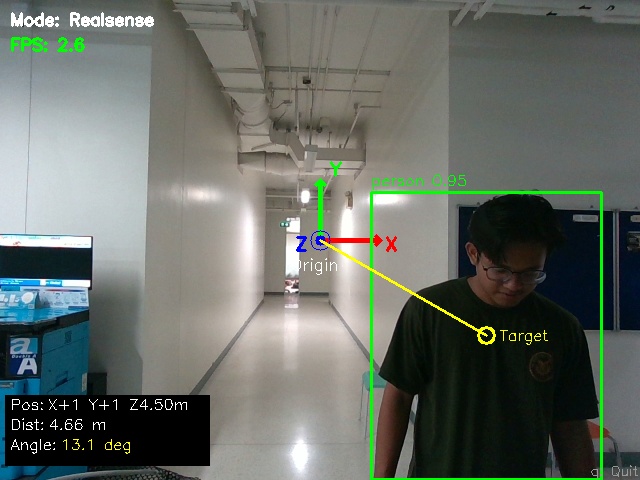 Mode: Realsense
FPS: 2.6
person 0.95
Y
Z
X
Origin
Target
a
A
Double A
Pos: X+1 Y+1 Z4.50m
Dist: 4.66 m
Angle: 13.1 deg
q: Quit